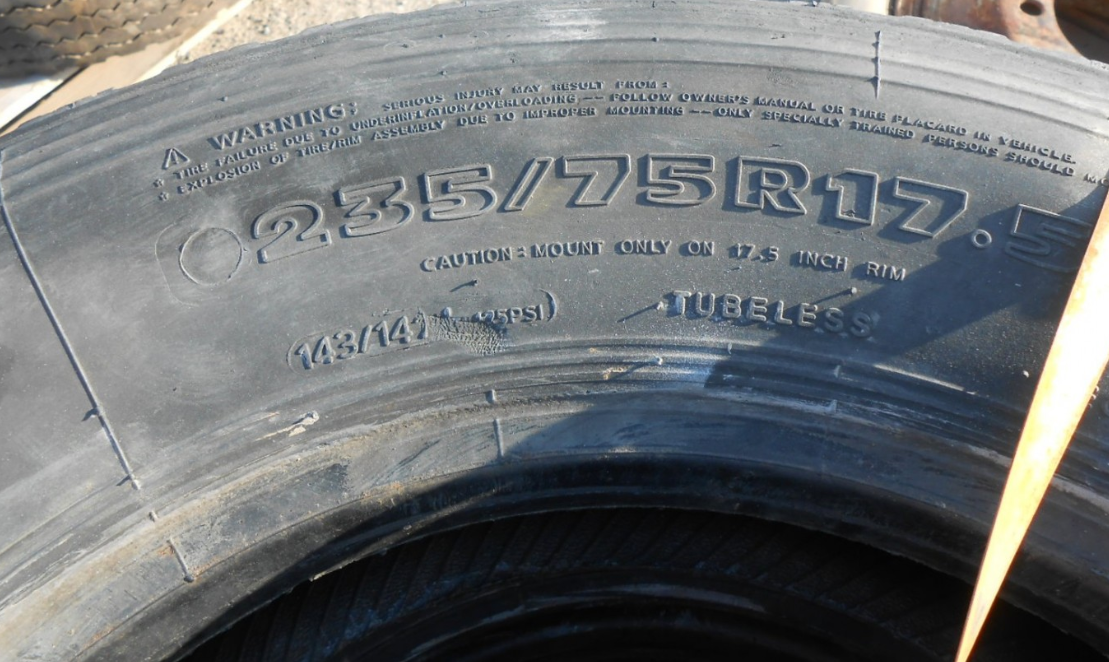 ⚠ WARNING: SERIOUS INJURY MAY RESULT FROM:
* TIRE FAILURE DUE TO UNDERINFLATION/OVERLOADING — FOLLOW OWNER'S MANUAL OR TIRE PLACARD IN VEHICLE.
* EXPLOSION OF TIRE/RIM ASSEMBLY DUE TO IMPROPER MOUNTING — ONLY SPECIALLY TRAINED PERSONS SHOULD
235/75R17.5
CAUTION: MOUNT ONLY ON 17.5 INCH RIM
143/141
TUBELESS